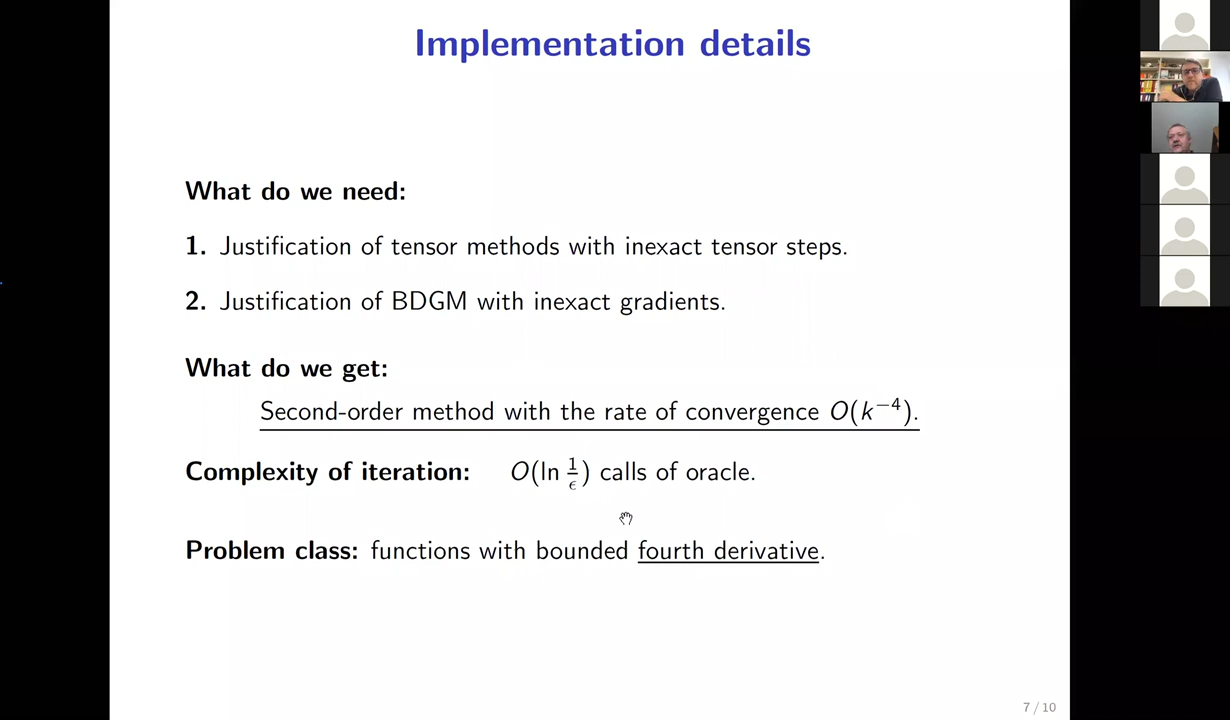 Implementation details
What do we need:
1. Justification of tensor methods with inexact tensor steps.
2. Justification of BDGM with inexact gradients.
What do we get:
Second-order method with the rate of convergence O(k⁻⁴).
Complexity of iteration: O(ln 1/ϵ) calls of oracle.
Problem class: functions with bounded fourth derivative.
7 / 10